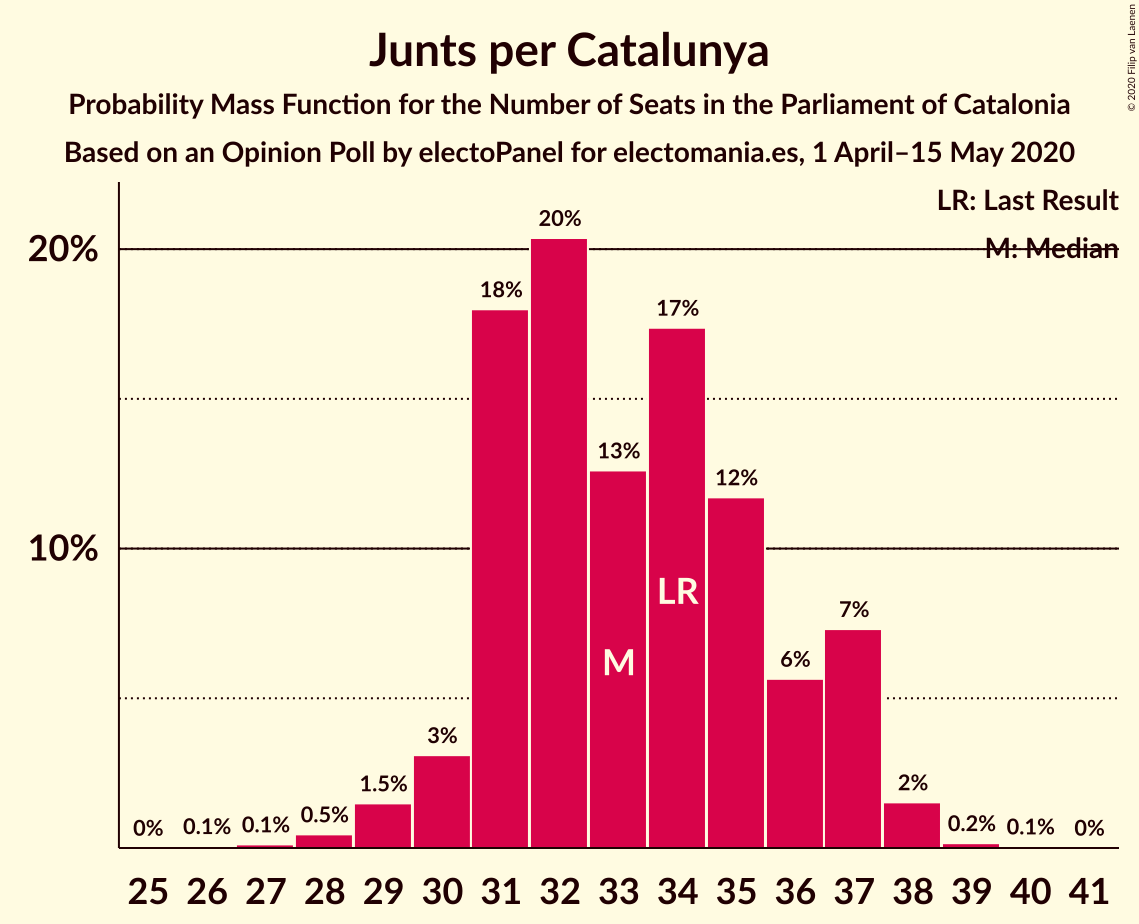 Junts per Catalunya
Probability Mass Function for the Number of Seats in the Parliament of Catalonia
Based on an Opinion Poll by electoPanel for electomania.es, 1 April–15 May 2020
© 2020 Filip van Laenen
LR: Last Result
M: Median
20%
10%
0% 0.1% 0.1% 0.5% 1.5% 3% 18% 20% 13% 17% 12% 6% 7% 2% 0.2% 0.1% 0%
LR
M
25 26 27 28 29 30 31 32 33 34 35 36 37 38 39 40 41